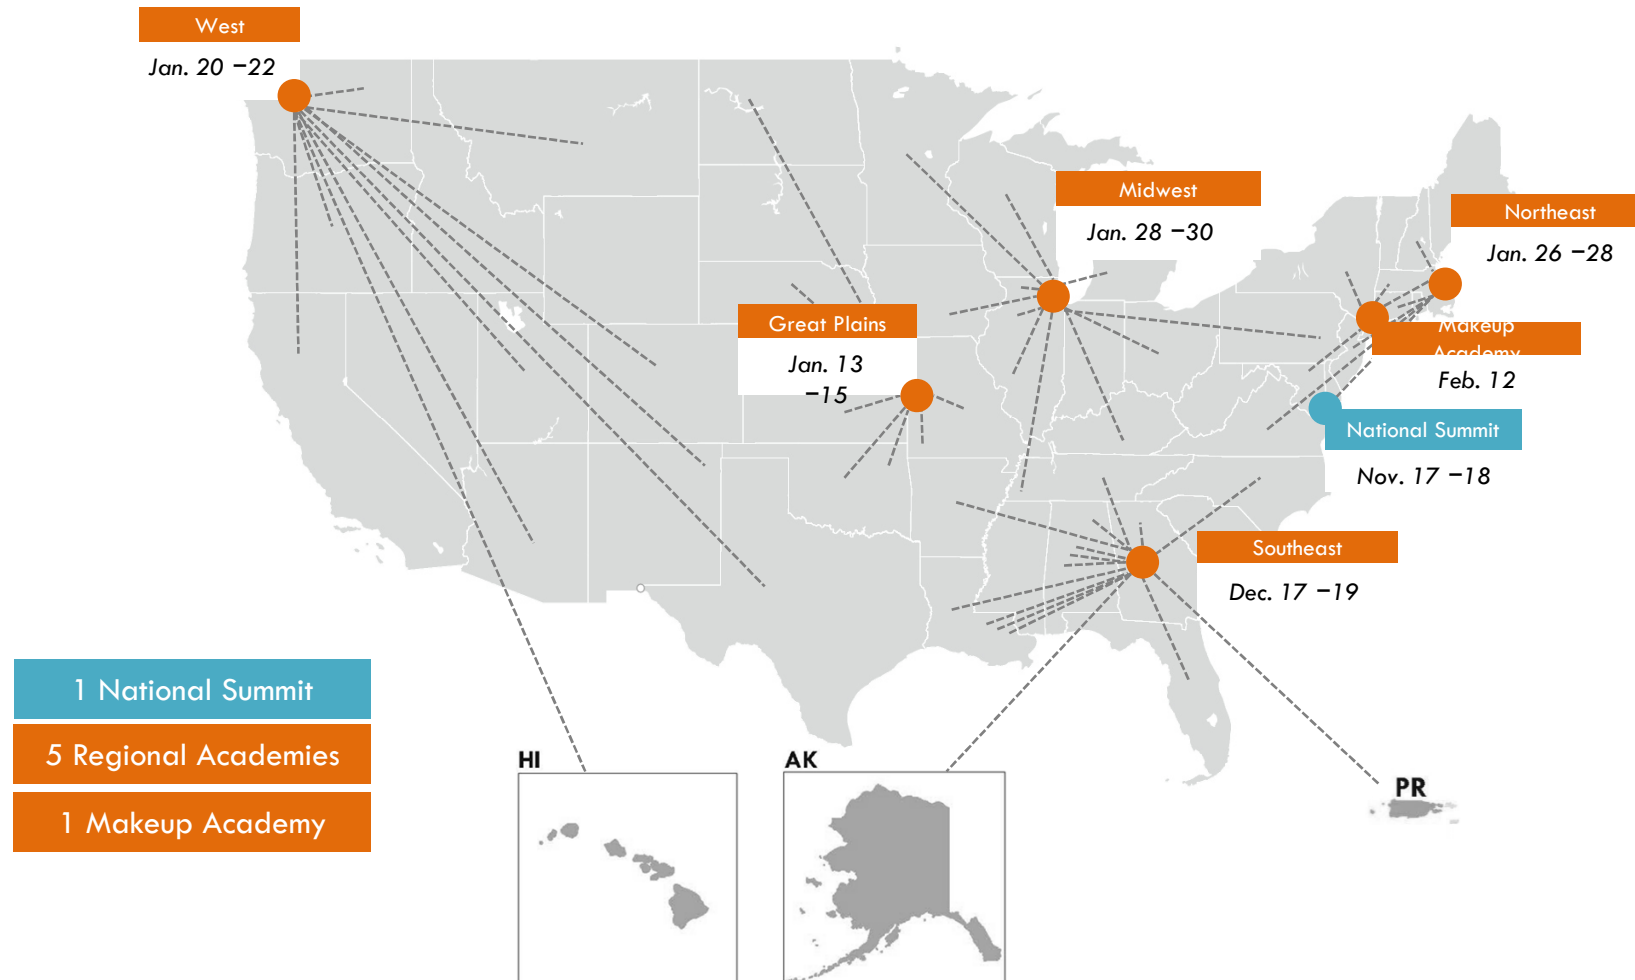 West
Jan. 20 –22
Midwest
Jan. 28 –30
Northeast
Jan. 26 –28
Great Plains
Jan. 13
–15
Makeup
Academy
Feb. 12
National Summit
Nov. 17 –18
Southeast
Dec. 17 –19
1 National Summit
5 Regional Academies
1 Makeup Academy
HI
AK
PR